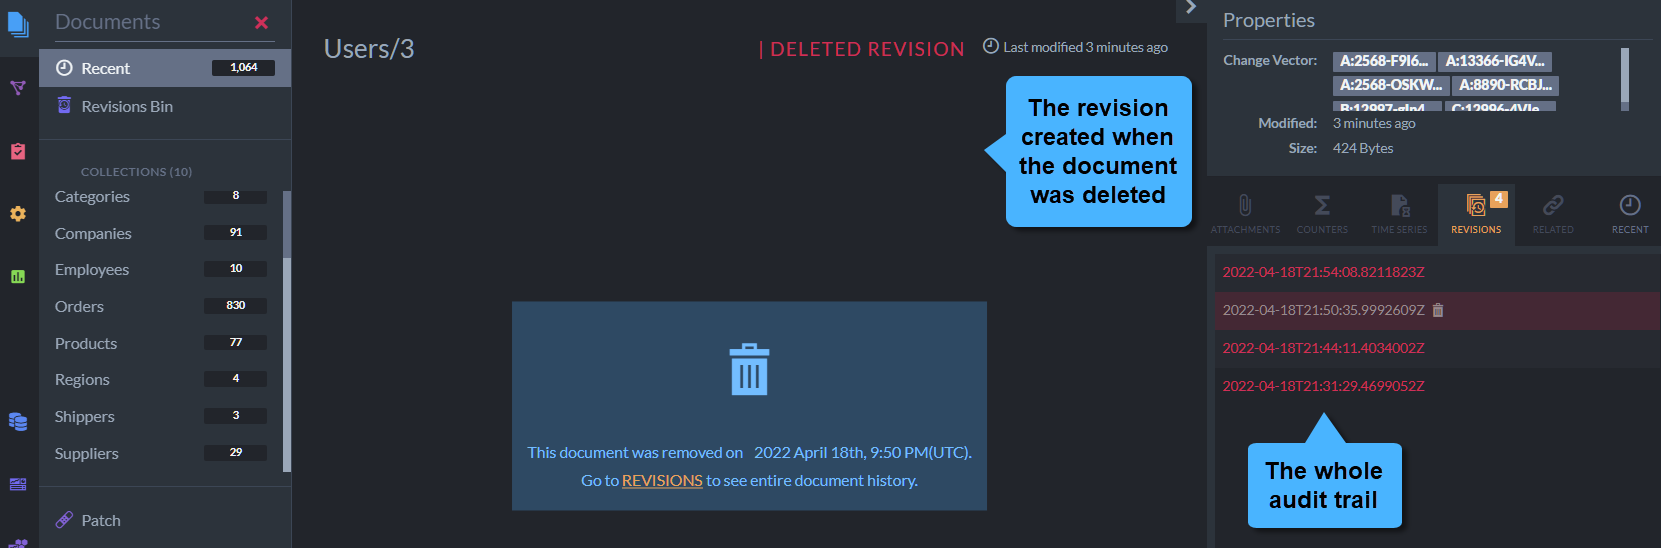 Documents
Recent 1,064
Revisions Bin
COLLECTIONS (10)
Categories 8
Companies 91
Employees 10
Orders 830
Products 77
Regions 4
Shippers 3
Suppliers 29
Patch
Users/3
| DELETED REVISION
Last modified 3 minutes ago
The revision
created when
the document
was deleted
This document was removed on 2022 April 18th, 9:50 PM(UTC).
Go to REVISIONS to see entire document history.
Properties
Change Vector: A:2568-F9I6... A:13366-IG4V...
A:2568-OSKW... A:8890-RCBJ...
Modified: 3 minutes ago
Size: 424 Bytes
4
ATTACHMENTS COUNTERS TIME SERIES REVISIONS RELATED RECENT
2022-04-18T21:54:08.8211823Z
2022-04-18T21:50:35.9992609Z
2022-04-18T21:44:11.4034002Z
2022-04-18T21:31:29.4699052Z
The whole
audit trail